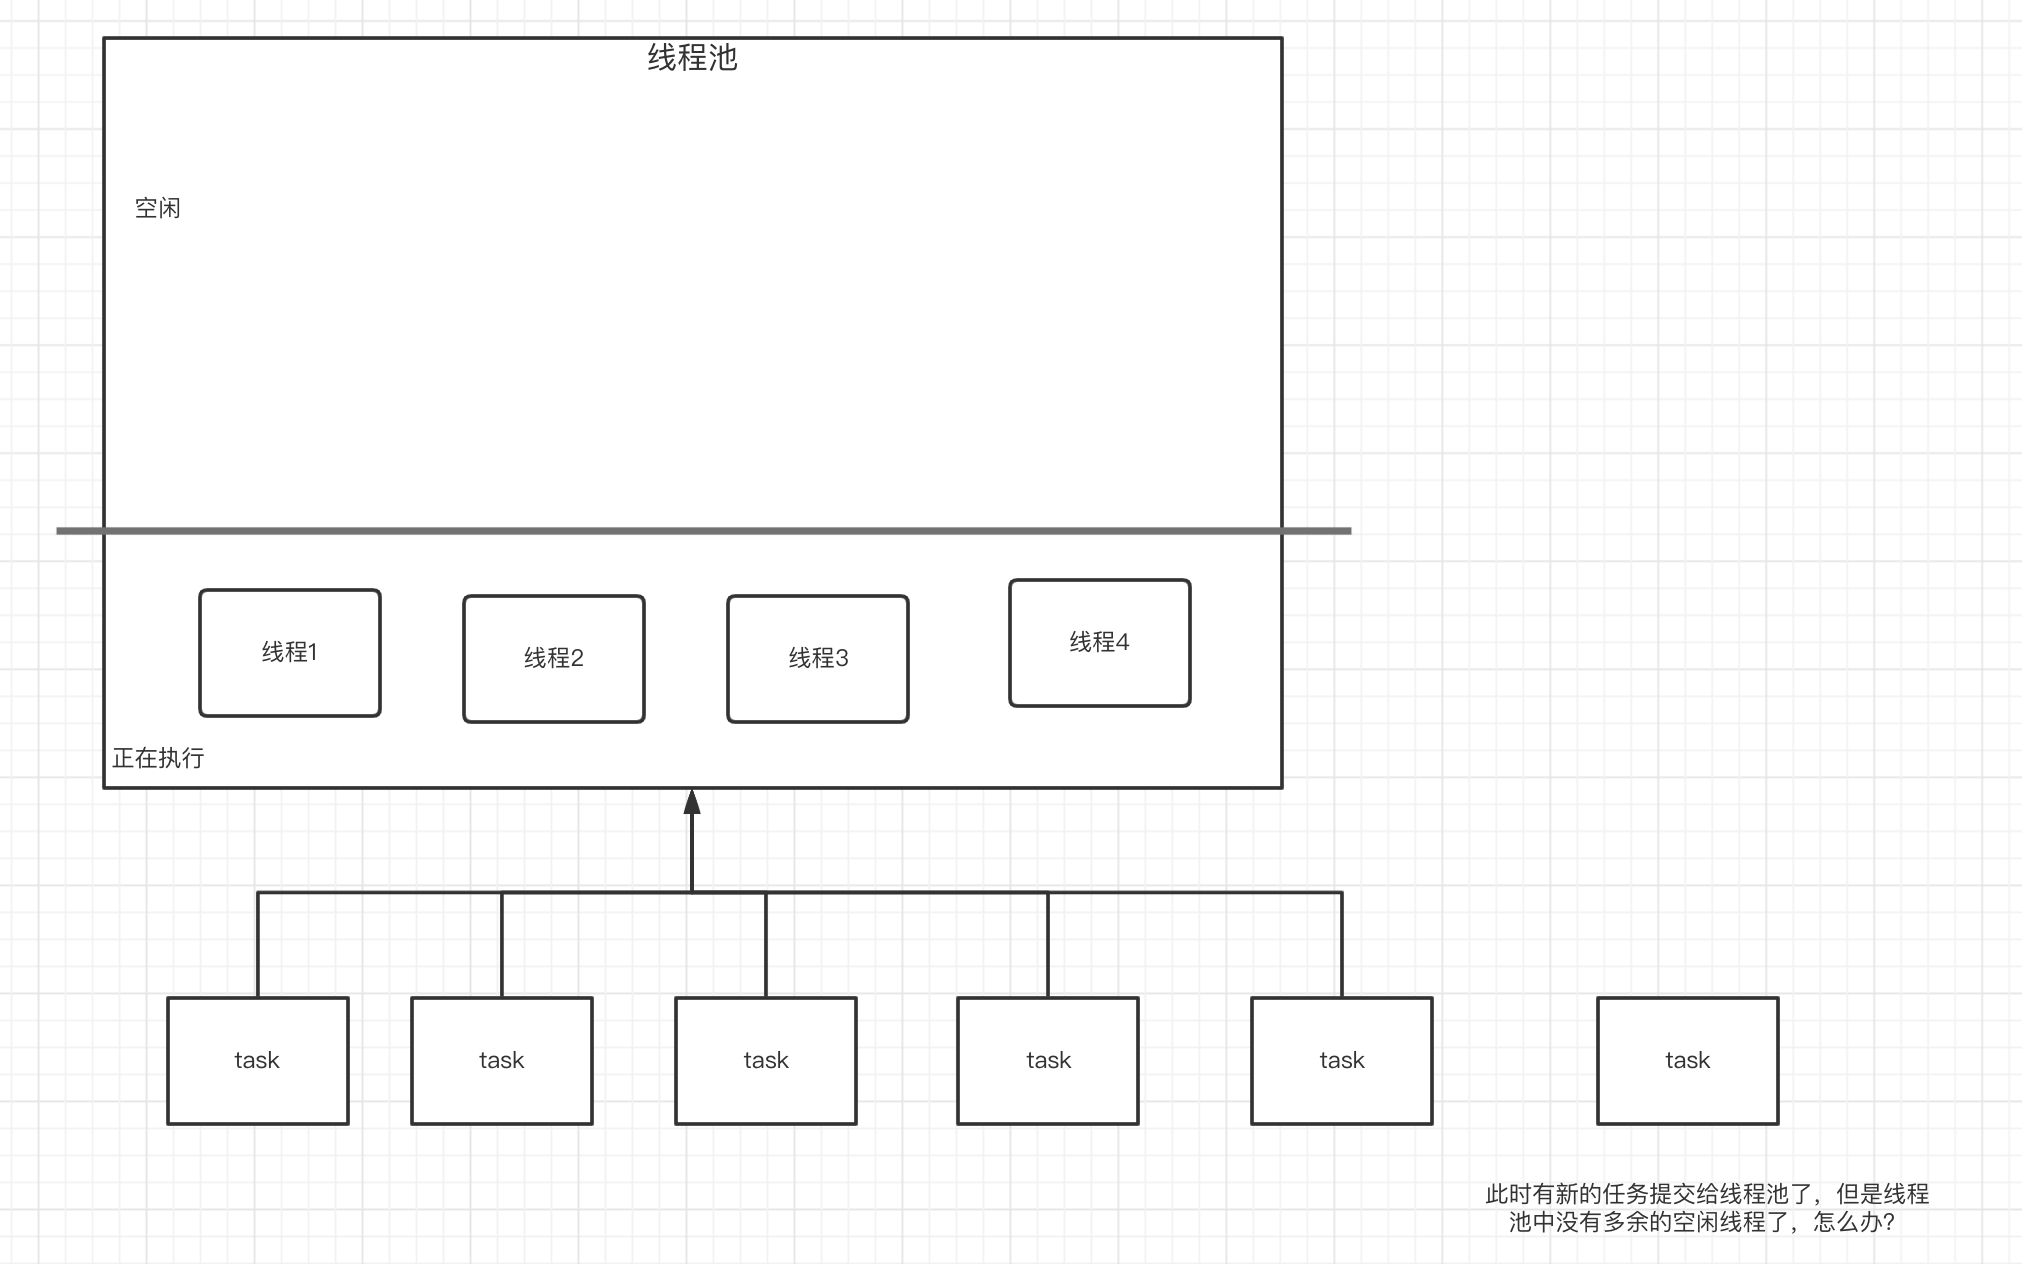 线程池
空闲
线程1
线程2
线程3
线程4
正在执行
task
task
task
task
task
task
此时有新的任务提交给线程池了，但是线程
池中没有多余的空闲线程了，怎么办？